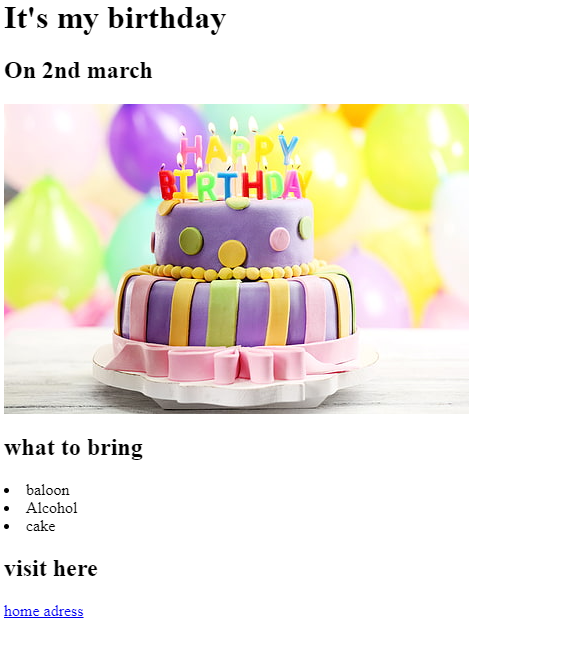 It's my birthday
On 2nd march
HAPPY
BIRTHDAY
what to bring
baloon
Alcohol
cake
visit here
home adress